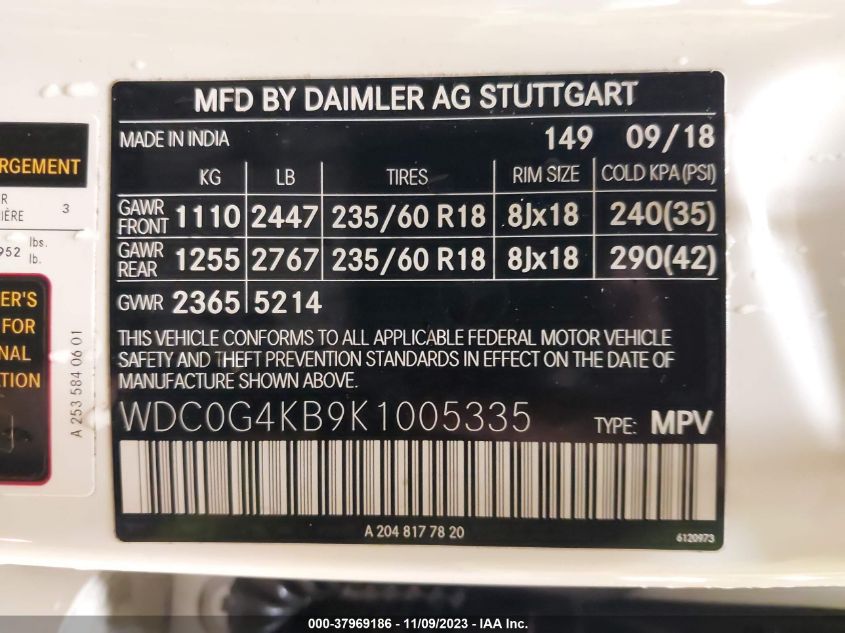 MFD BY DAIMLER AG STUTTGART
MADE IN INDIA 149 09/18
KG LB TIRES RIM SIZE COLD KPA (PSI)
GAWR FRONT 1110 2447 235/60 R18 8Jx18 240(35)
GAWR REAR 1255 2767 235/60 R18 8Jx18 290(42)
GVWR 2365 5214
THIS VEHICLE CONFORMS TO ALL APPLICABLE FEDERAL MOTOR VEHICLE
SAFETY AND THEFT PREVENTION STANDARDS IN EFFECT ON THE DATE OF
MANUFACTURE SHOWN ABOVE.
WDC0G4KB9K1005335 TYPE: MPV
A 204 817 78 20
6120973
RGEMENT
R
IÈRE 3
952 lbs.
lb.
ER'S
FOR
NAL
ATION
A 253 584 06 01
000-37969186 - 11/09/2023 - IAA Inc.